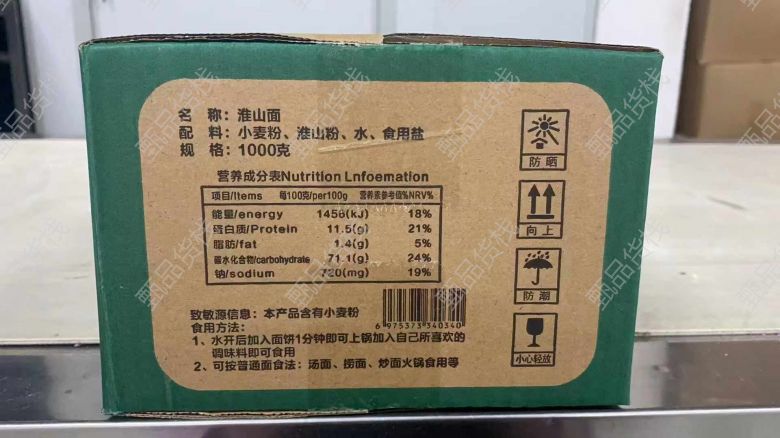 名 称：淮山面
配 料：小麦粉、淮山粉、水、食用盐
规 格：1000克
营养成分表Nutrition Lnfoemation
项目/Items 每100克/per100g 营养素参考值%NRV%
能量/energy 1456(kJ) 18%
蛋白质/Protein 11.5(g) 21%
脂肪/fat 1.4(g) 5%
碳水化合物/carbohydrate 71.1(g) 24%
钠/sodium 720(mg) 19%
致敏源信息：本产品含有小麦粉
食用方法：
1、水开后加入面饼1分钟即可上锅加入自己所喜欢的
调味料即可食用
2、可按普通面食法：汤面、捞面、炒面火锅食用等
6 975373 340340
防晒
向上
防潮
小心轻放
甄品货栈